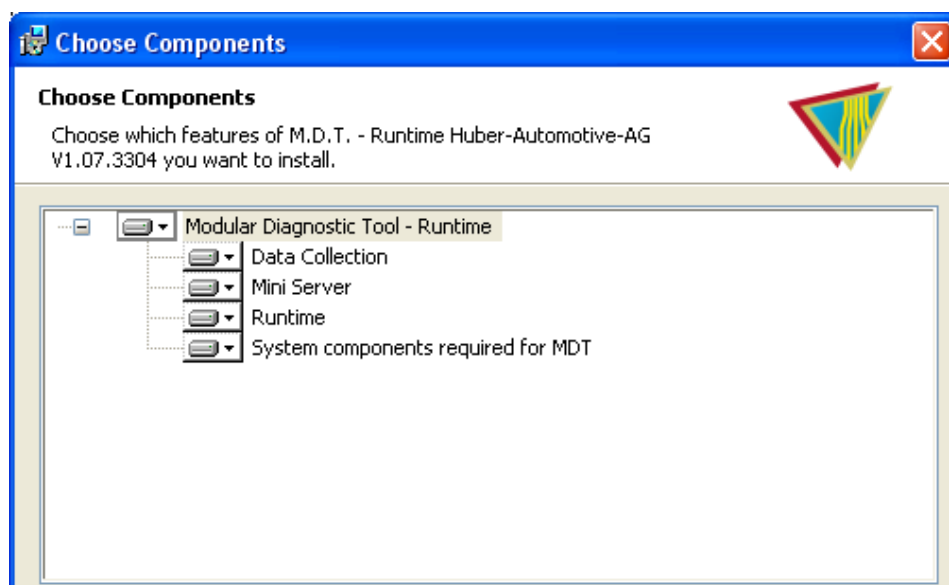 Choose Components
Choose Components
Choose which features of M.D.T. - Runtime Huber-Automotive-AG
V1.07.3304 you want to install.
Modular Diagnostic Tool - Runtime
Data Collection
Mini Server
Runtime
System components required for MDT